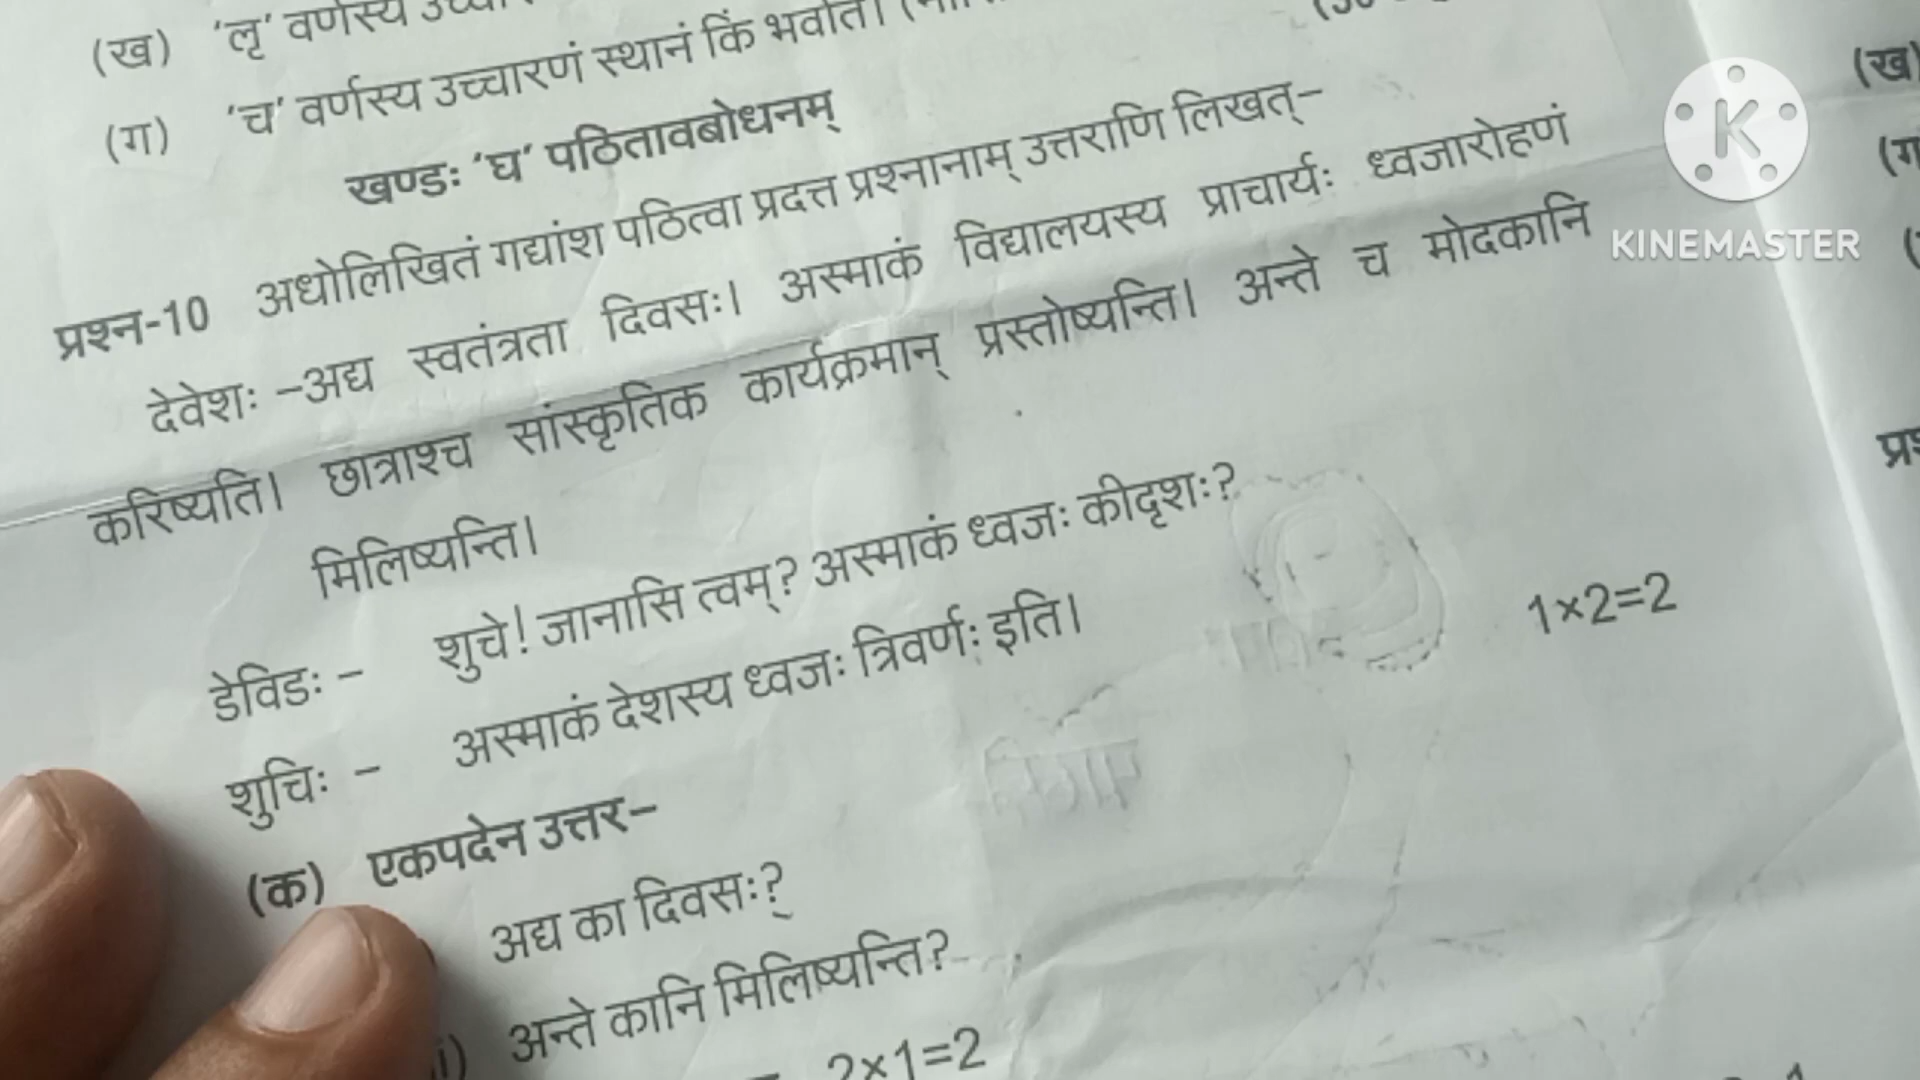 (ख) 'लृ' वर्णस्य
(ग) 'च' वर्णस्य उच्चारणं स्थानं किं भवति।
खण्डः 'घ' पठितावबोधनम्
प्रश्न-10 अधोलिखितं गद्यांश पठित्वा प्रदत्त प्रश्नानाम् उत्तराणि लिखत्-
देवेशः -अद्य स्वतंत्रता दिवसः। अस्माकं विद्यालयस्य प्राचार्यः ध्वजारोहणं
करिष्यति। छात्राश्च सांस्कृतिक कार्यक्रमान् प्रस्तोष्यन्ति। अन्ते च मोदकानि
मिलिष्यन्ति।
डेविडः - शुचे! जानासि त्वम्? अस्माकं ध्वजः कीदृशः?
शुचिः - अस्माकं देशस्य ध्वजः त्रिवर्णः इति।
(क) एकपदेन उत्तर- 1×2=2
अद्य का दिवसः?
i) अन्ते कानि मिलिष्यन्ति?
2×1=2
(ख)
(ग
प्रश
K
KINEMASTER